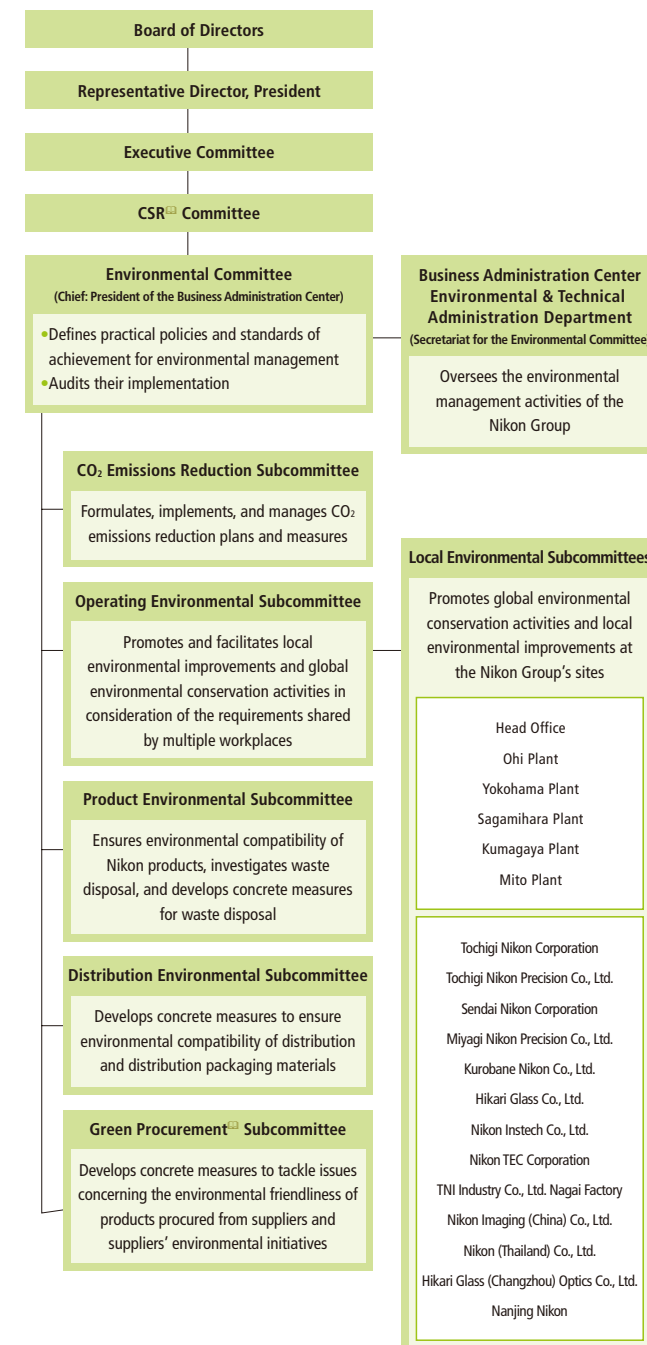 Board of Directors
Representative Director, President
Executive Committee
CSR Committee
Environmental Committee
(Chief: President of the Business Administration Center)
•Defines practical policies and standards of
achievement for environmental management
•Audits their implementation
Business Administration Center
Environmental & Technical
Administration Department
(Secretariat for the Environmental Committee)
Oversees the environmental
management activities of the
Nikon Group
CO₂ Emissions Reduction Subcommittee
Formulates, implements, and manages CO₂
emissions reduction plans and measures
Operating Environmental Subcommittee
Promotes and facilitates local
environmental improvements and global
environmental conservation activities in
consideration of the requirements shared
by multiple workplaces
Product Environmental Subcommittee
Ensures environmental compatibility of
Nikon products, investigates waste
disposal, and develops concrete measures
for waste disposal
Distribution Environmental Subcommittee
Develops concrete measures to ensure
environmental compatibility of distribution
and distribution packaging materials
Green Procurement Subcommittee
Develops concrete measures to tackle issues
concerning the environmental friendliness of
products procured from suppliers and
suppliers’ environmental initiatives
Local Environmental Subcommittees
Promotes global environmental
conservation activities and local
environmental improvements at
the Nikon Group’s sites
Head Office
Ohi Plant
Yokohama Plant
Sagamihara Plant
Kumagaya Plant
Mito Plant
Tochigi Nikon Corporation
Tochigi Nikon Precision Co., Ltd.
Sendai Nikon Corporation
Miyagi Nikon Precision Co., Ltd.
Kurobane Nikon Co., Ltd.
Hikari Glass Co., Ltd.
Nikon Instech Co., Ltd.
Nikon TEC Corporation
TNI Industry Co., Ltd. Nagai Factory
Nikon Imaging (China) Co., Ltd.
Nikon (Thailand) Co., Ltd.
Hikari Glass (Changzhou) Optics Co., Ltd.
Nanjing Nikon